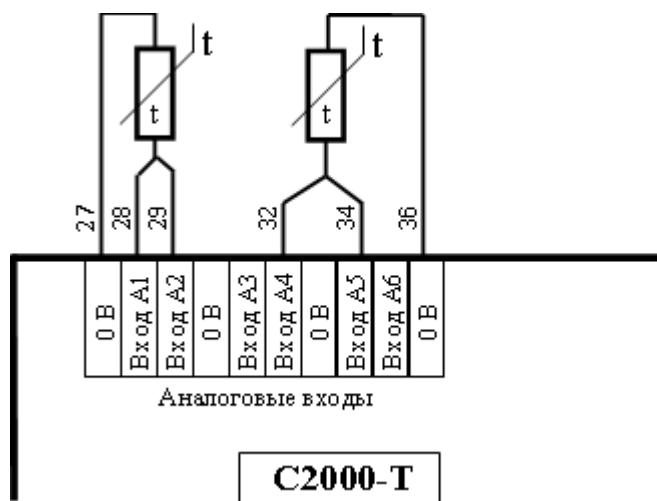 t
t
t
t
27
28
29
32
34
36
0 В
Вход А1
Вход А2
0 В
Вход А3
Вход А4
0 В
Вход А5
Вход А6
0 В
Аналоговые входы
С2000-Т